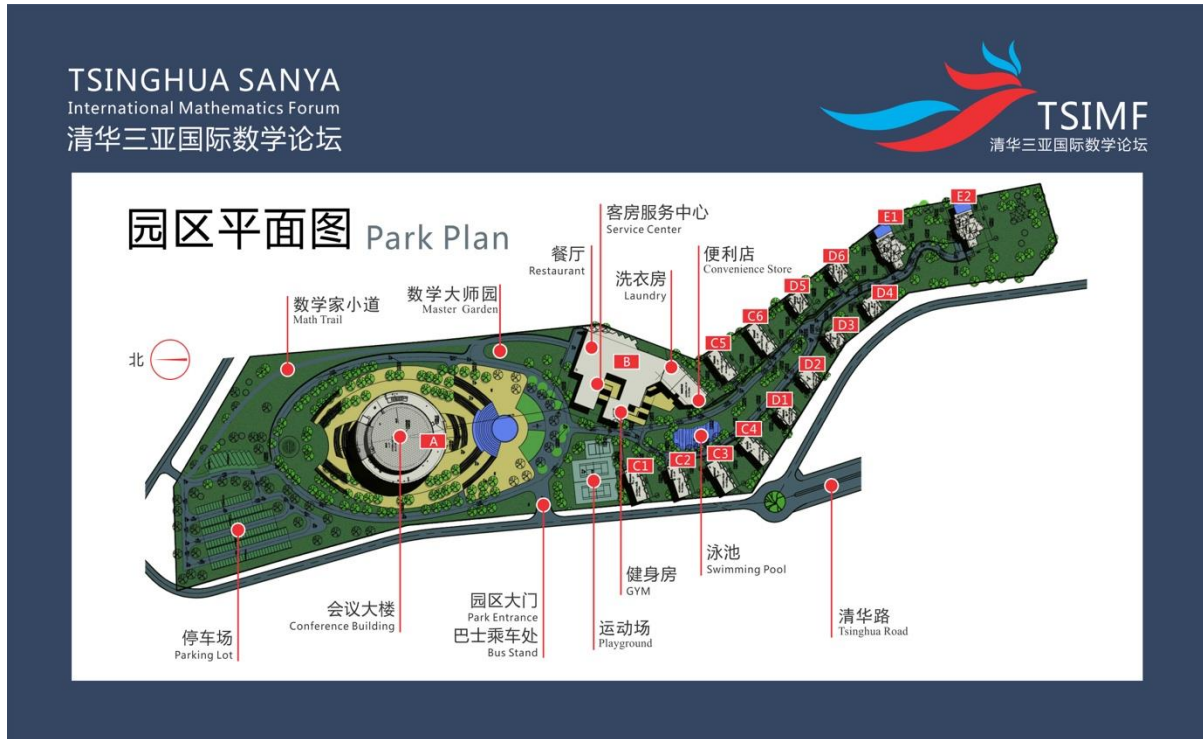 TSINGHUA SANYA
International Mathematics Forum
清华三亚国际数学论坛
TSIMF
清华三亚国际数学论坛
园区平面图 Park Plan
客房服务中心
Service Center
餐厅
Restaurant
便利店
Convenience Store
洗衣房
Laundry
数学家小道
Math Trail
数学大师园
Master Garden
北
E2
E1
D6
D5
D4
C6
D3
C5
B
D2
D1
A
C4
C3
C2
C1
泳池
Swimming Pool
健身房
GYM
会议大楼
Conference Building
园区大门
Park Entrance
巴士乘车处
Bus Stand
运动场
Playground
清华路
Tsinghua Road
停车场
Parking Lot